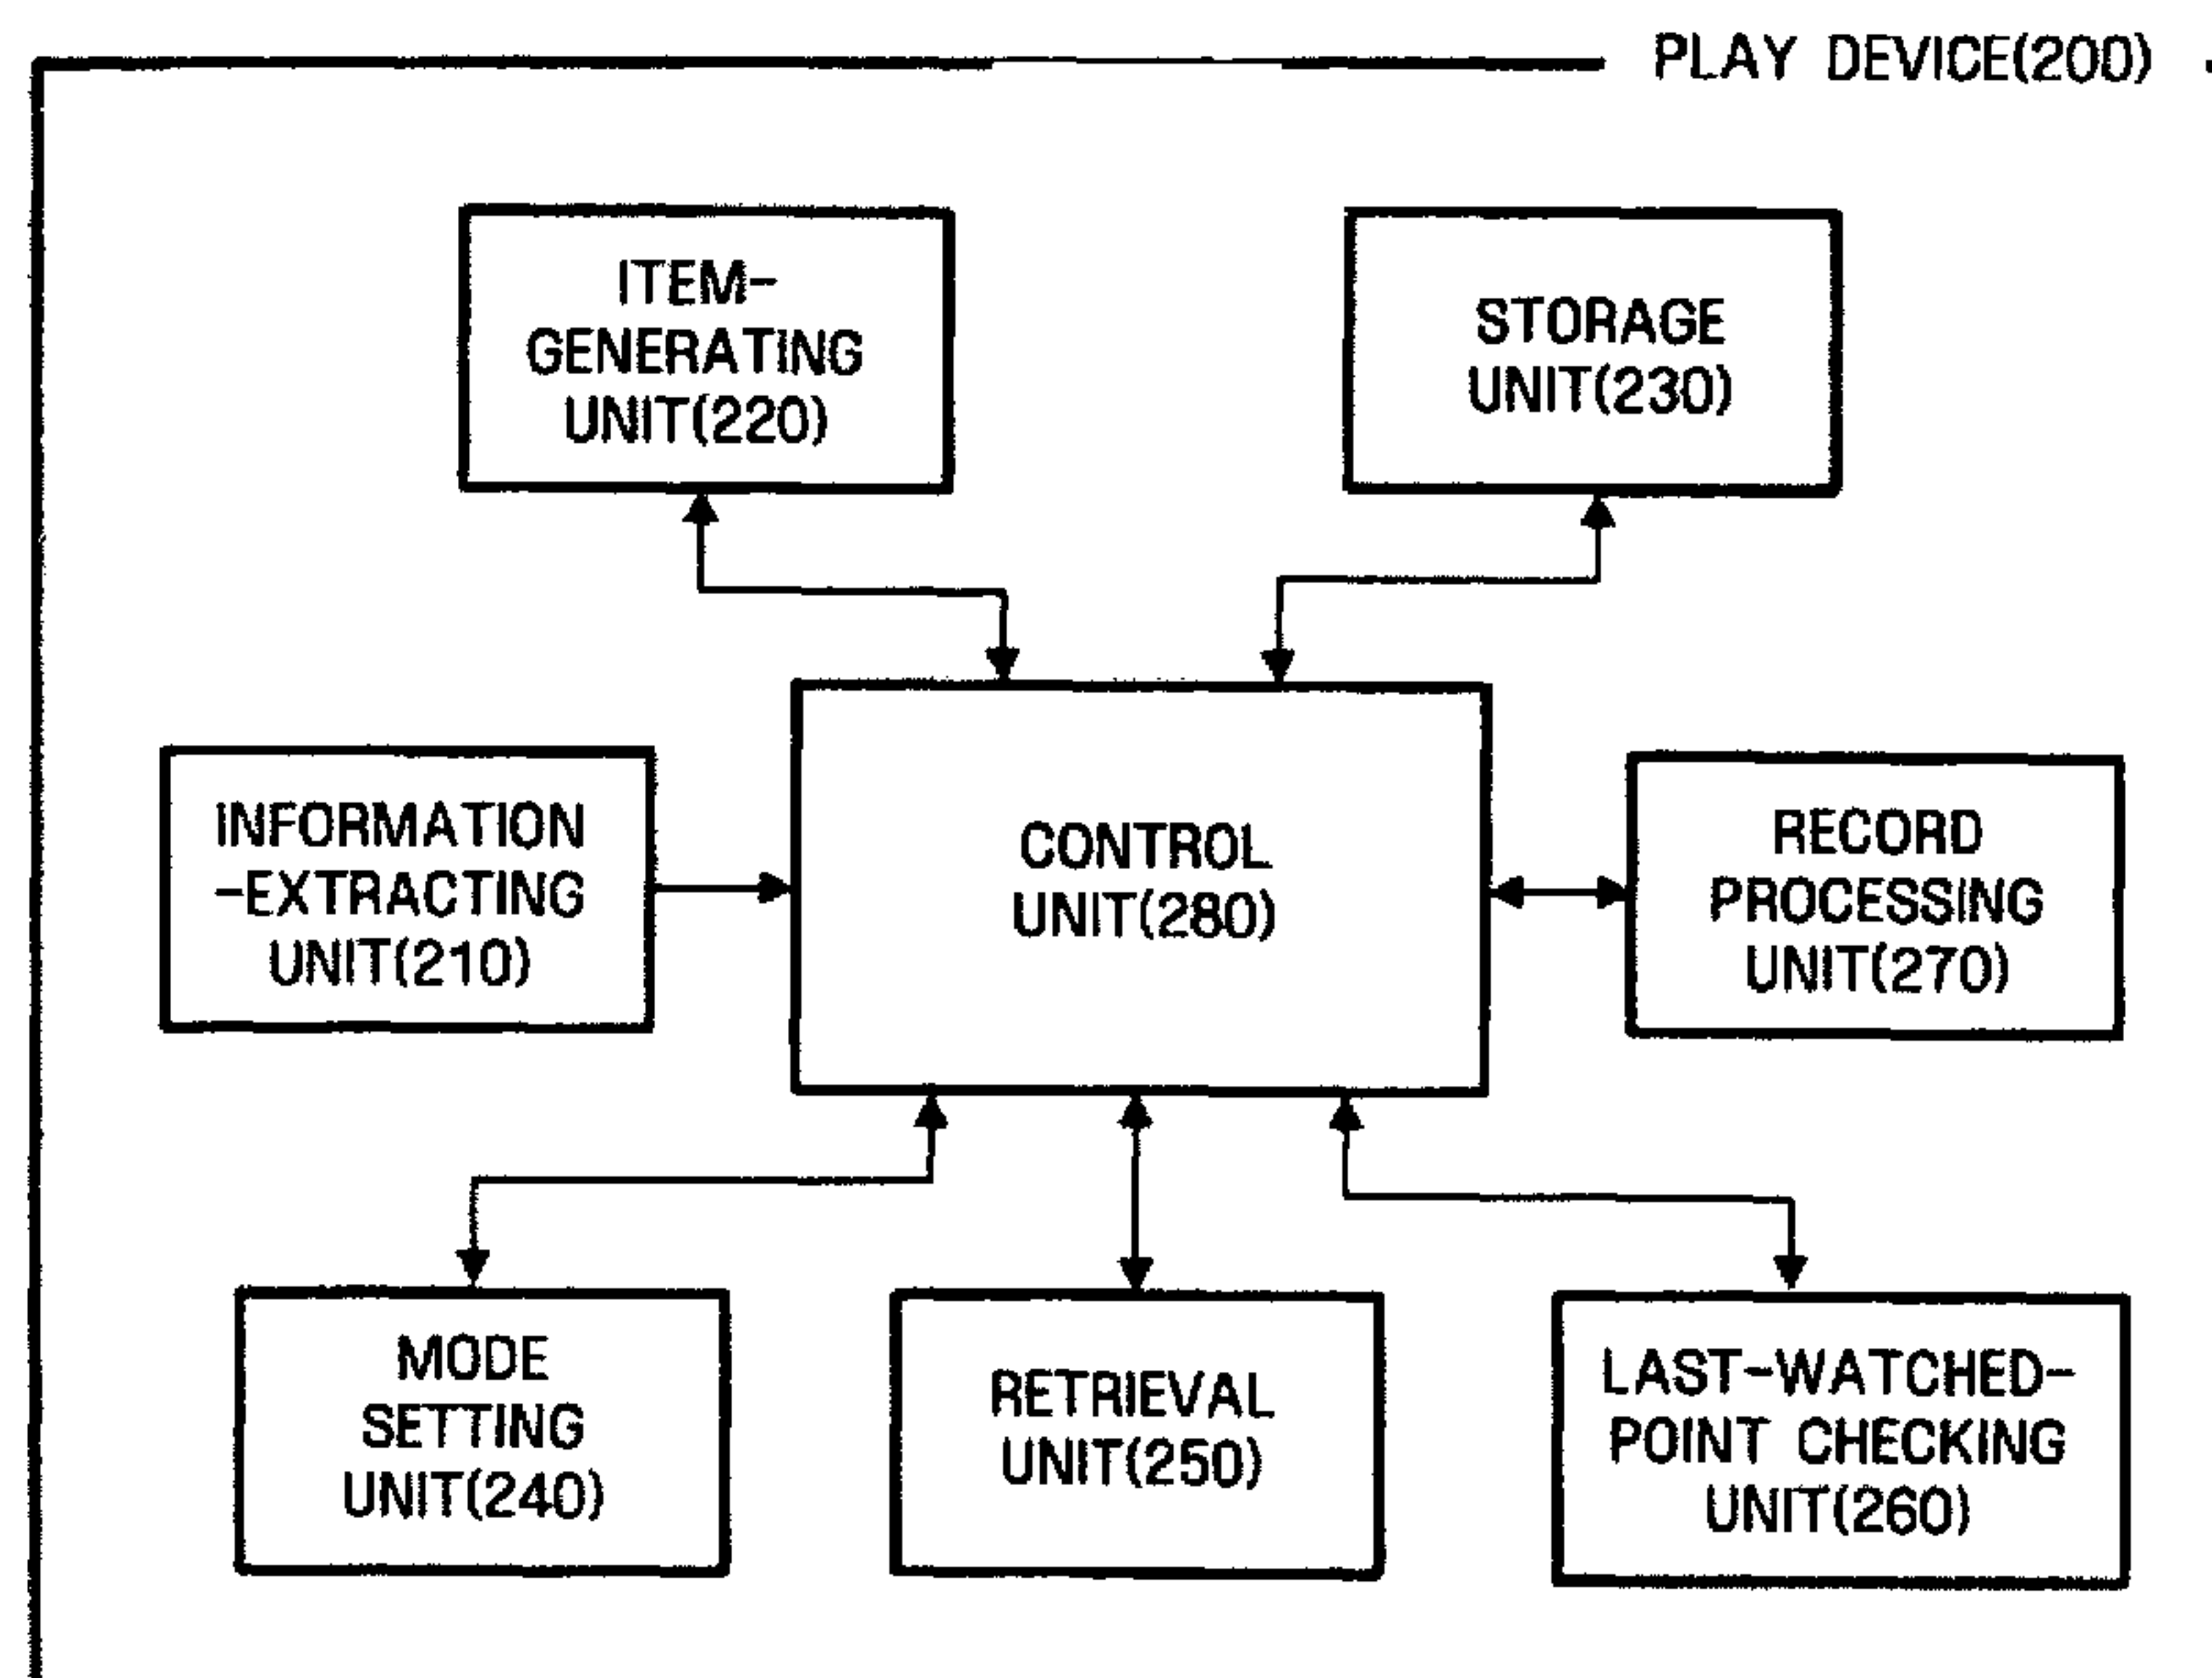 PLAY DEVICE(200)
ITEM-
GENERATING
UNIT(220)
STORAGE
UNIT(230)
INFORMATION
-EXTRACTING
UNIT(210)
CONTROL
UNIT(280)
RECORD
PROCESSING
UNIT(270)
MODE
SETTING
UNIT(240)
RETRIEVAL
UNIT(250)
LAST-WATCHED-
POINT CHECKING
UNIT(260)